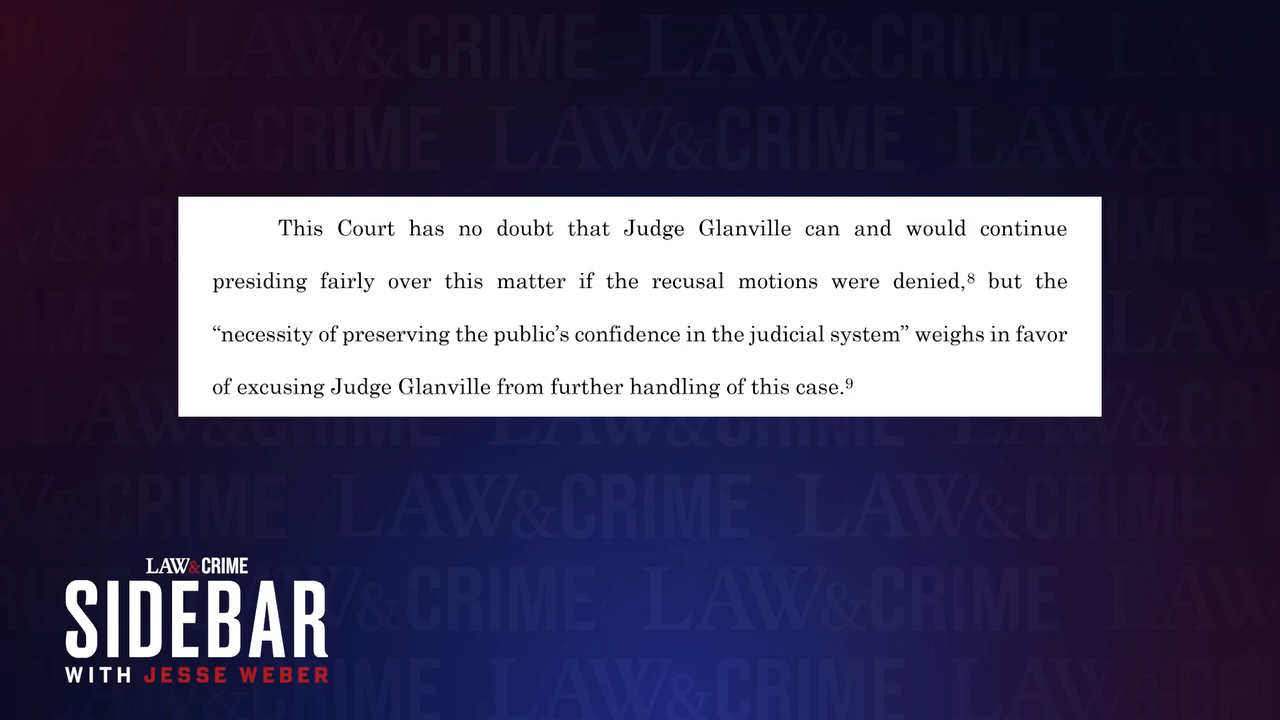 This Court has no doubt that Judge Glanville can and would continue
presiding fairly over this matter if the recusal motions were denied,⁸ but the
“necessity of preserving the public’s confidence in the judicial system” weighs in favor
of excusing Judge Glanville from further handling of this case.⁹
LAW&CRIME
SIDEBAR
WITH JESSE WEBER